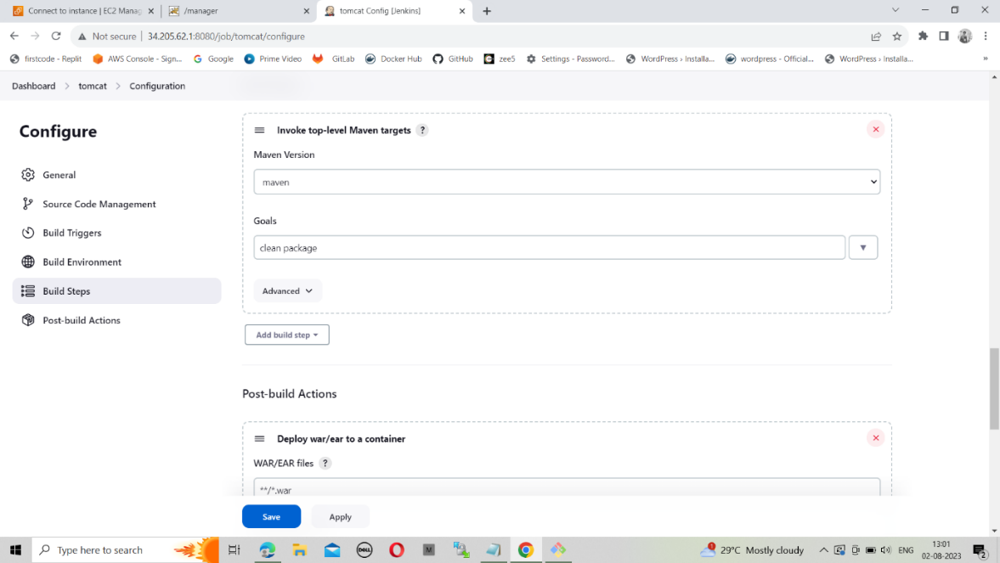 Connect to instance | EC2 Manag
/manager
tomcat Config [Jenkins]
Not secure 34.205.62.1:8080/job/tomcat/configure
firstcode - Replit
AWS Console - Sign...
Google
Prime Video
GitLab
Docker Hub
GitHub
zee5
Settings - Password...
WordPress › Installa...
wordpress - Official...
WordPress › Installa...
»
Dashboard > tomcat > Configuration
Configure
General
Source Code Management
Build Triggers
Build Environment
Build Steps
Post-build Actions
Invoke top-level Maven targets ?
Maven Version
maven
Goals
clean package
Advanced
Add build step
Post-build Actions
Deploy war/ear to a container
WAR/EAR files ?
**/*.war
Save
Apply
Type here to search
29°C Mostly cloudy
ENG
13:01
02-08-2023
2